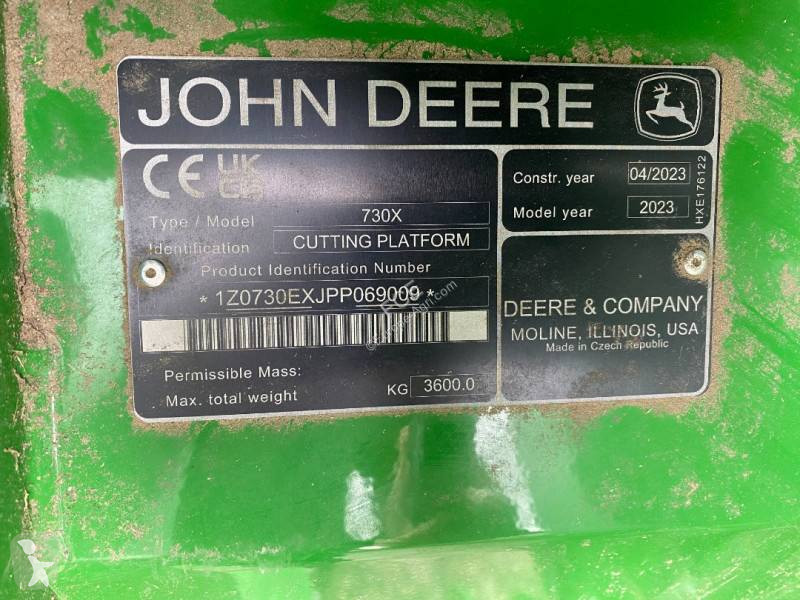 JOHN DEERE
CE UK CA
Type / Model 730X
Identification CUTTING PLATFORM
Product Identification Number
* 1Z0730EXJPP069009 *
Permissible Mass:
Max. total weight KG 3600.0
Constr. year 04/2023
Model year 2023
HXE176122
DEERE & COMPANY
MOLINE, ILLINOIS, USA
Made in Czech Republic